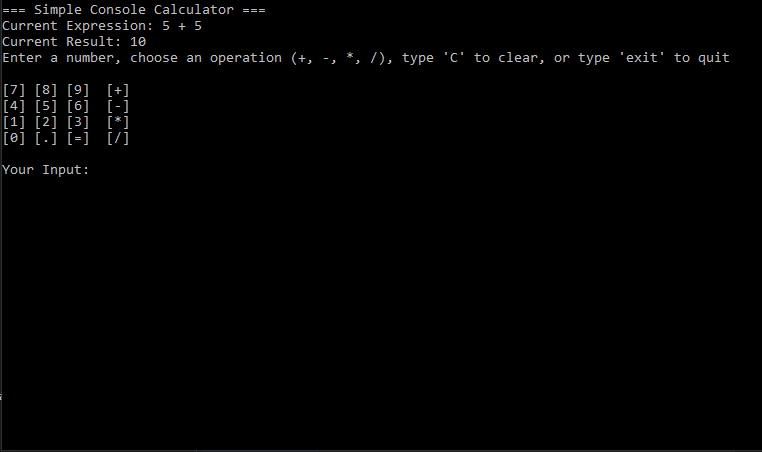 === Simple Console Calculator ===
Current Expression: 5 + 5
Current Result: 10
Enter a number, choose an operation (+, -, *, /), type 'C' to clear, or type 'exit' to quit
[7] [8] [9]  [+]
[4] [5] [6]  [-]
[1] [2] [3]  [*]
[0] [.] [=]  [/]
Your Input: